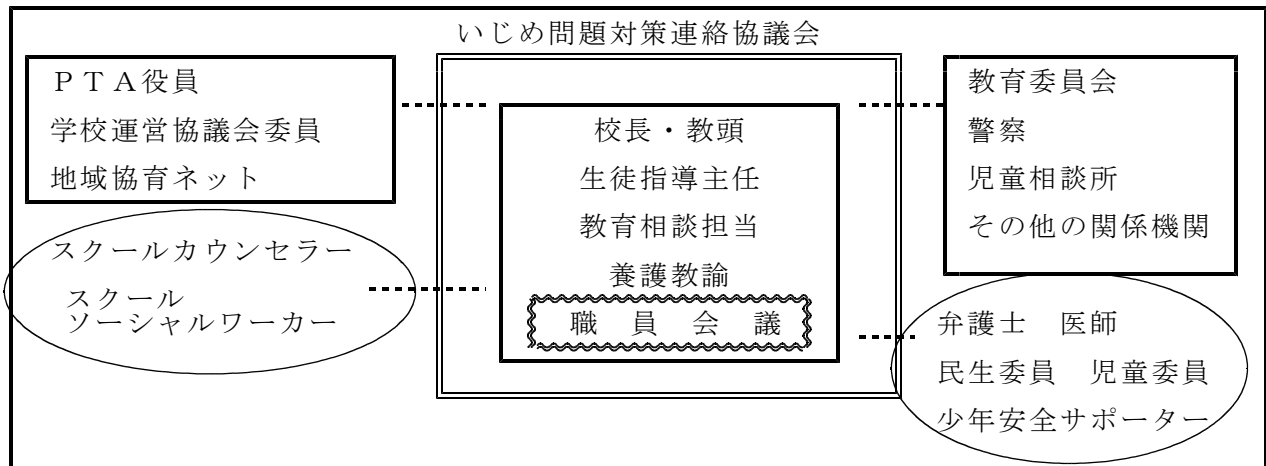 いじめ問題対策連絡協議会
PTA役員
学校運営協議会委員
地域協育ネット
スクールカウンセラー
スクール
ソーシャルワーカー
校長・教頭
生徒指導主任
教育相談担当
養護教諭
職員会議
教育委員会
警察
児童相談所
その他の関係機関
弁護士 医師
民生委員 児童委員
少年安全サポーター